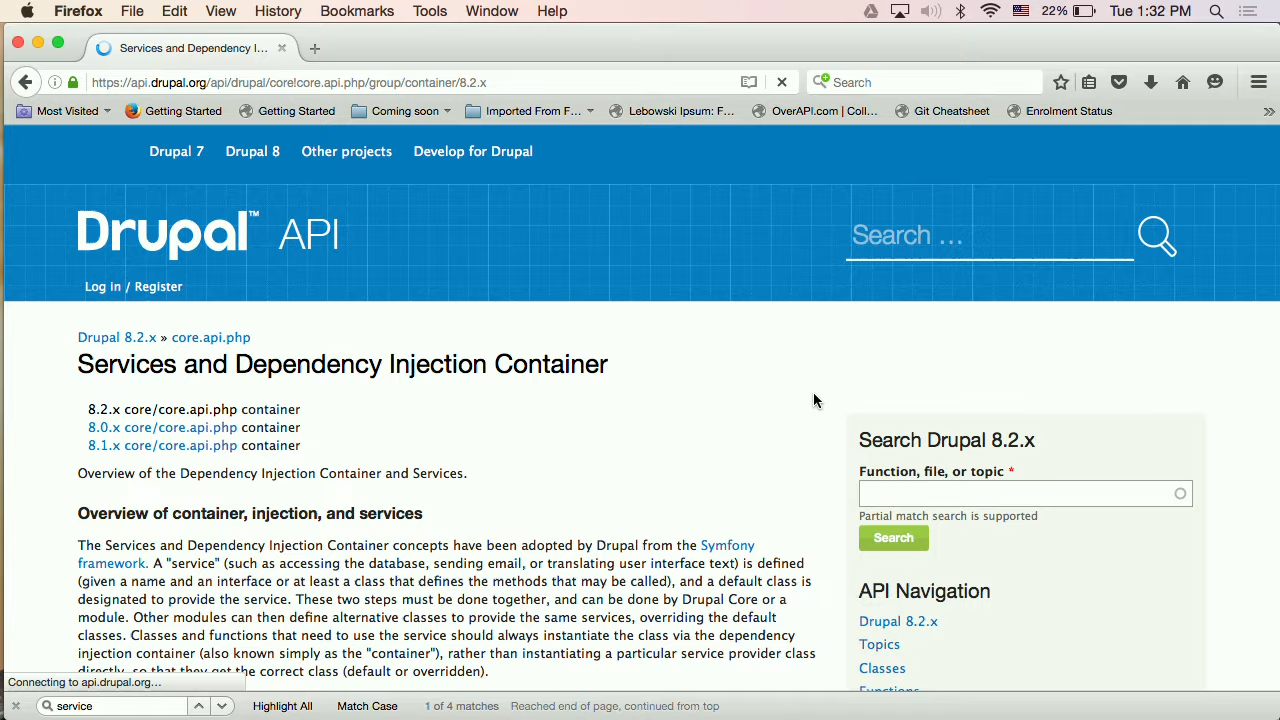 Firefox File Edit View History Bookmarks Tools Window Help 22% Tue 1:32 PM
Services and Dependency I...
https://api.drupal.org/api/drupal/core!core.api.php/group/container/8.2.x Search
Most Visited Getting Started Getting Started Coming soon Imported From F... Lebowski Ipsum: F... OverAPI.com | Coll... Git Cheatsheet Enrolment Status
Drupal 7 Drupal 8 Other projects Develop for Drupal
Drupal™ API
Search ...
Log in / Register
Drupal 8.2.x » core.api.php
Services and Dependency Injection Container
8.2.x core/core.api.php container
8.0.x core/core.api.php container
8.1.x core/core.api.php container
Overview of the Dependency Injection Container and Services.
Overview of container, injection, and services
The Services and Dependency Injection Container concepts have been adopted by Drupal from the Symfony
framework. A "service" (such as accessing the database, sending email, or translating user interface text) is defined
(given a name and an interface or at least a class that defines the methods that may be called), and a default class is
designated to provide the service. These two steps must be done together, and can be done by Drupal Core or a
module. Other modules can then define alternative classes to provide the same services, overriding the default
classes. Classes and functions that need to use the service should always instantiate the class via the dependency
injection container (also known simply as the "container"), rather than instantiating a particular service provider class
directly, so that they get the correct class (default or overridden).
Search Drupal 8.2.x
Function, file, or topic *
Partial match search is supported
Search
API Navigation
Drupal 8.2.x
Topics
Classes
Functions
Connecting to api.drupal.org...
service Highlight All Match Case 1 of 4 matches Reached end of page, continued from top